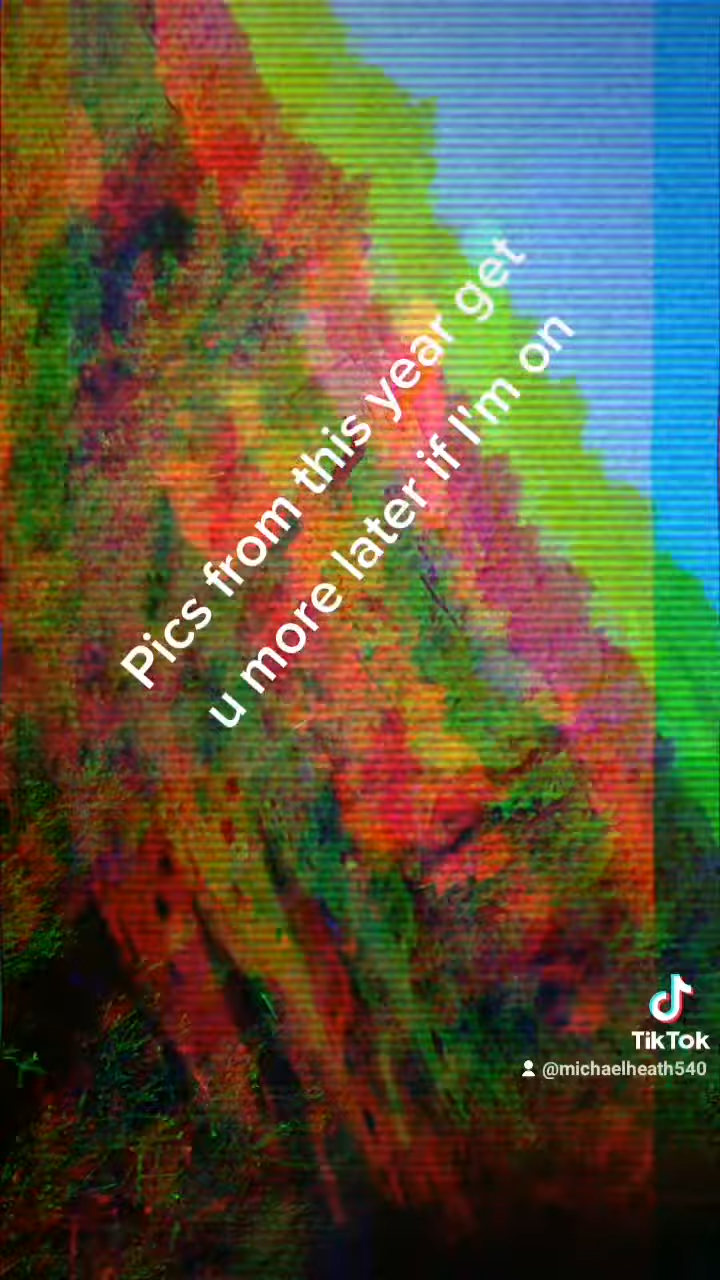 Pics from this year get
u more later if I'm on
TikTok
@michaelheath540